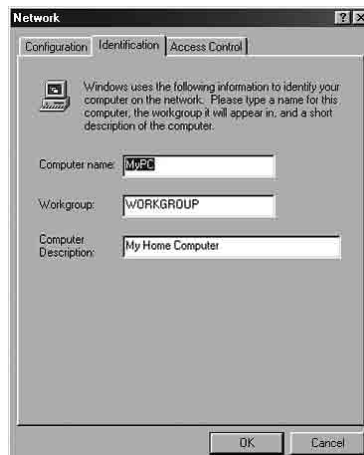 Network
Configuration Identification Access Control
Windows uses the following information to identify your
computer on the network. Please type a name for this
computer, the workgroup it will appear in, and a short
description of the computer.
Computer name: MyPC
Workgroup: WORKGROUP
Computer
Description: My Home Computer
OK Cancel